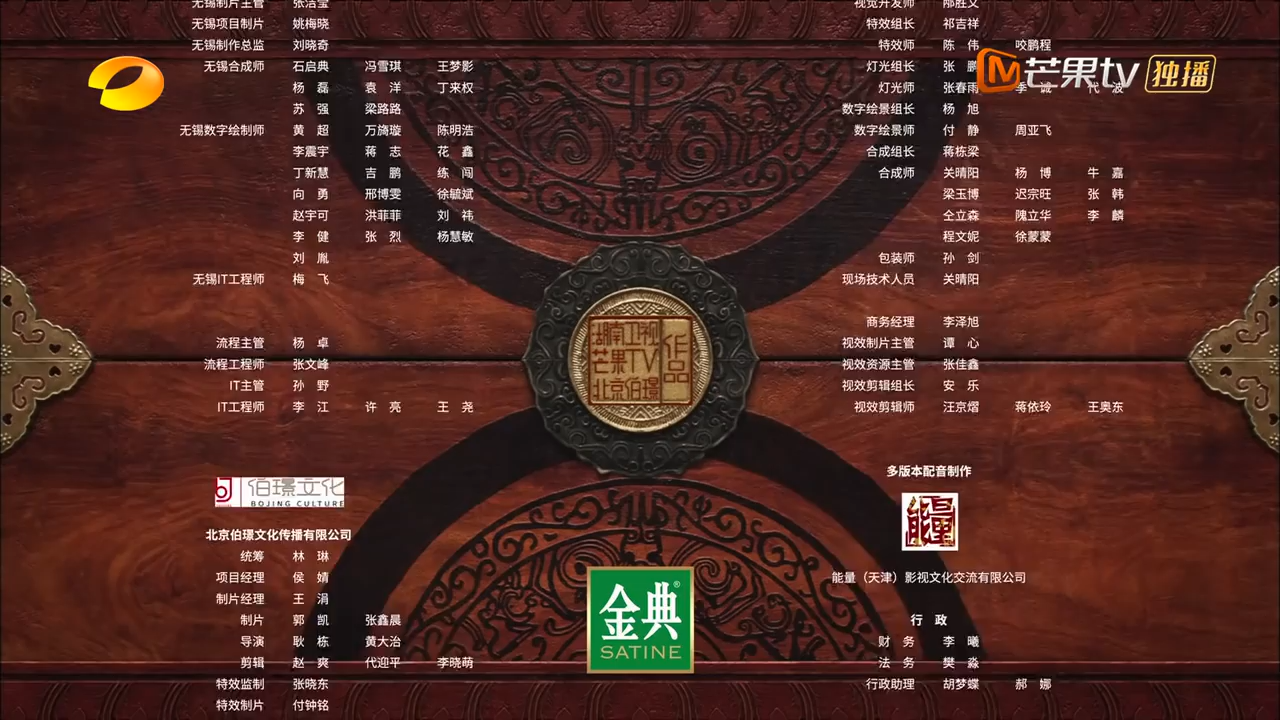 无锡制片主管 张洁莹
无锡项目制片 姚梅晓
无锡制作总监 刘晓奇
无锡合成师 石启典 冯雪琪 王梦影
杨 磊 袁 洋 丁来权
苏 强 梁路路
无锡数字绘制师 黄 超 万旖璇 陈明浩
李震宇 蒋 志 花 鑫
丁新慧 吉 鹏 练 闯
向 勇 邢博雯 徐毓斌
赵宇可 洪菲菲 刘 祎
李 健 张 烈 杨慧敏
刘 胤
无锡IT工程师 梅 飞
流程主管 杨 卓
流程工程师 张文峰
IT主管 孙 野
IT工程师 李 江 许 亮 王 尧
伯璟文化
BOJING CULTURE
北京伯璟文化传播有限公司
统筹 林 琳
项目经理 侯 婧
制片经理 王 涓
制片 郭 凯 张鑫晨
导演 耿 栋 黄大治
剪辑 赵 爽 代迎平 李晓萌
特效监制 张晓东
特效制片 付钟铭
湖南卫视
芒果TV
北京伯璟
作品
金典®
SATINE
芒果tv 独播
视觉开发师 邴胜文
特效组长 祁吉祥
特效师 陈 伟 咬鹏程
灯光组长 张 鹏
灯光师 张春雨 李 诚 代 波
数字绘景组长 杨 旭
数字绘景师 付 静 周亚飞
合成组长 蒋栋梁
合成师 关晴阳 杨 博 牛 嘉
梁玉博 迟宗旺 张 韩
仝立森 隗立华 李 麟
程文妮 徐蒙蒙
包装师 孙 剑
现场技术人员 关晴阳
商务经理 李泽旭
视效制片主管 谭 心
视效资源主管 张佳鑫
视效剪辑组长 安 乐
视效剪辑师 汪京熠 蒋依玲 王奥东
多版本配音制作
能量
能量（天津）影视文化交流有限公司
行 政
财 务 李 曦
法 务 樊 淼
行政助理 胡梦蝶 郝 娜